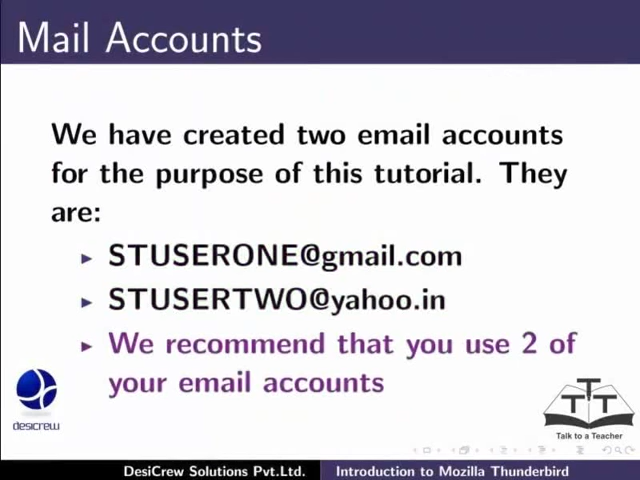 Mail Accounts
We have created two email accounts
for the purpose of this tutorial. They
are:
STUSERONE@gmail.com
STUSERTWO@yahoo.in
We recommend that you use 2 of
your email accounts
desicrew
TTT
Talk to a Teacher
DesiCrew Solutions Pvt.Ltd. Introduction to Mozilla Thunderbird